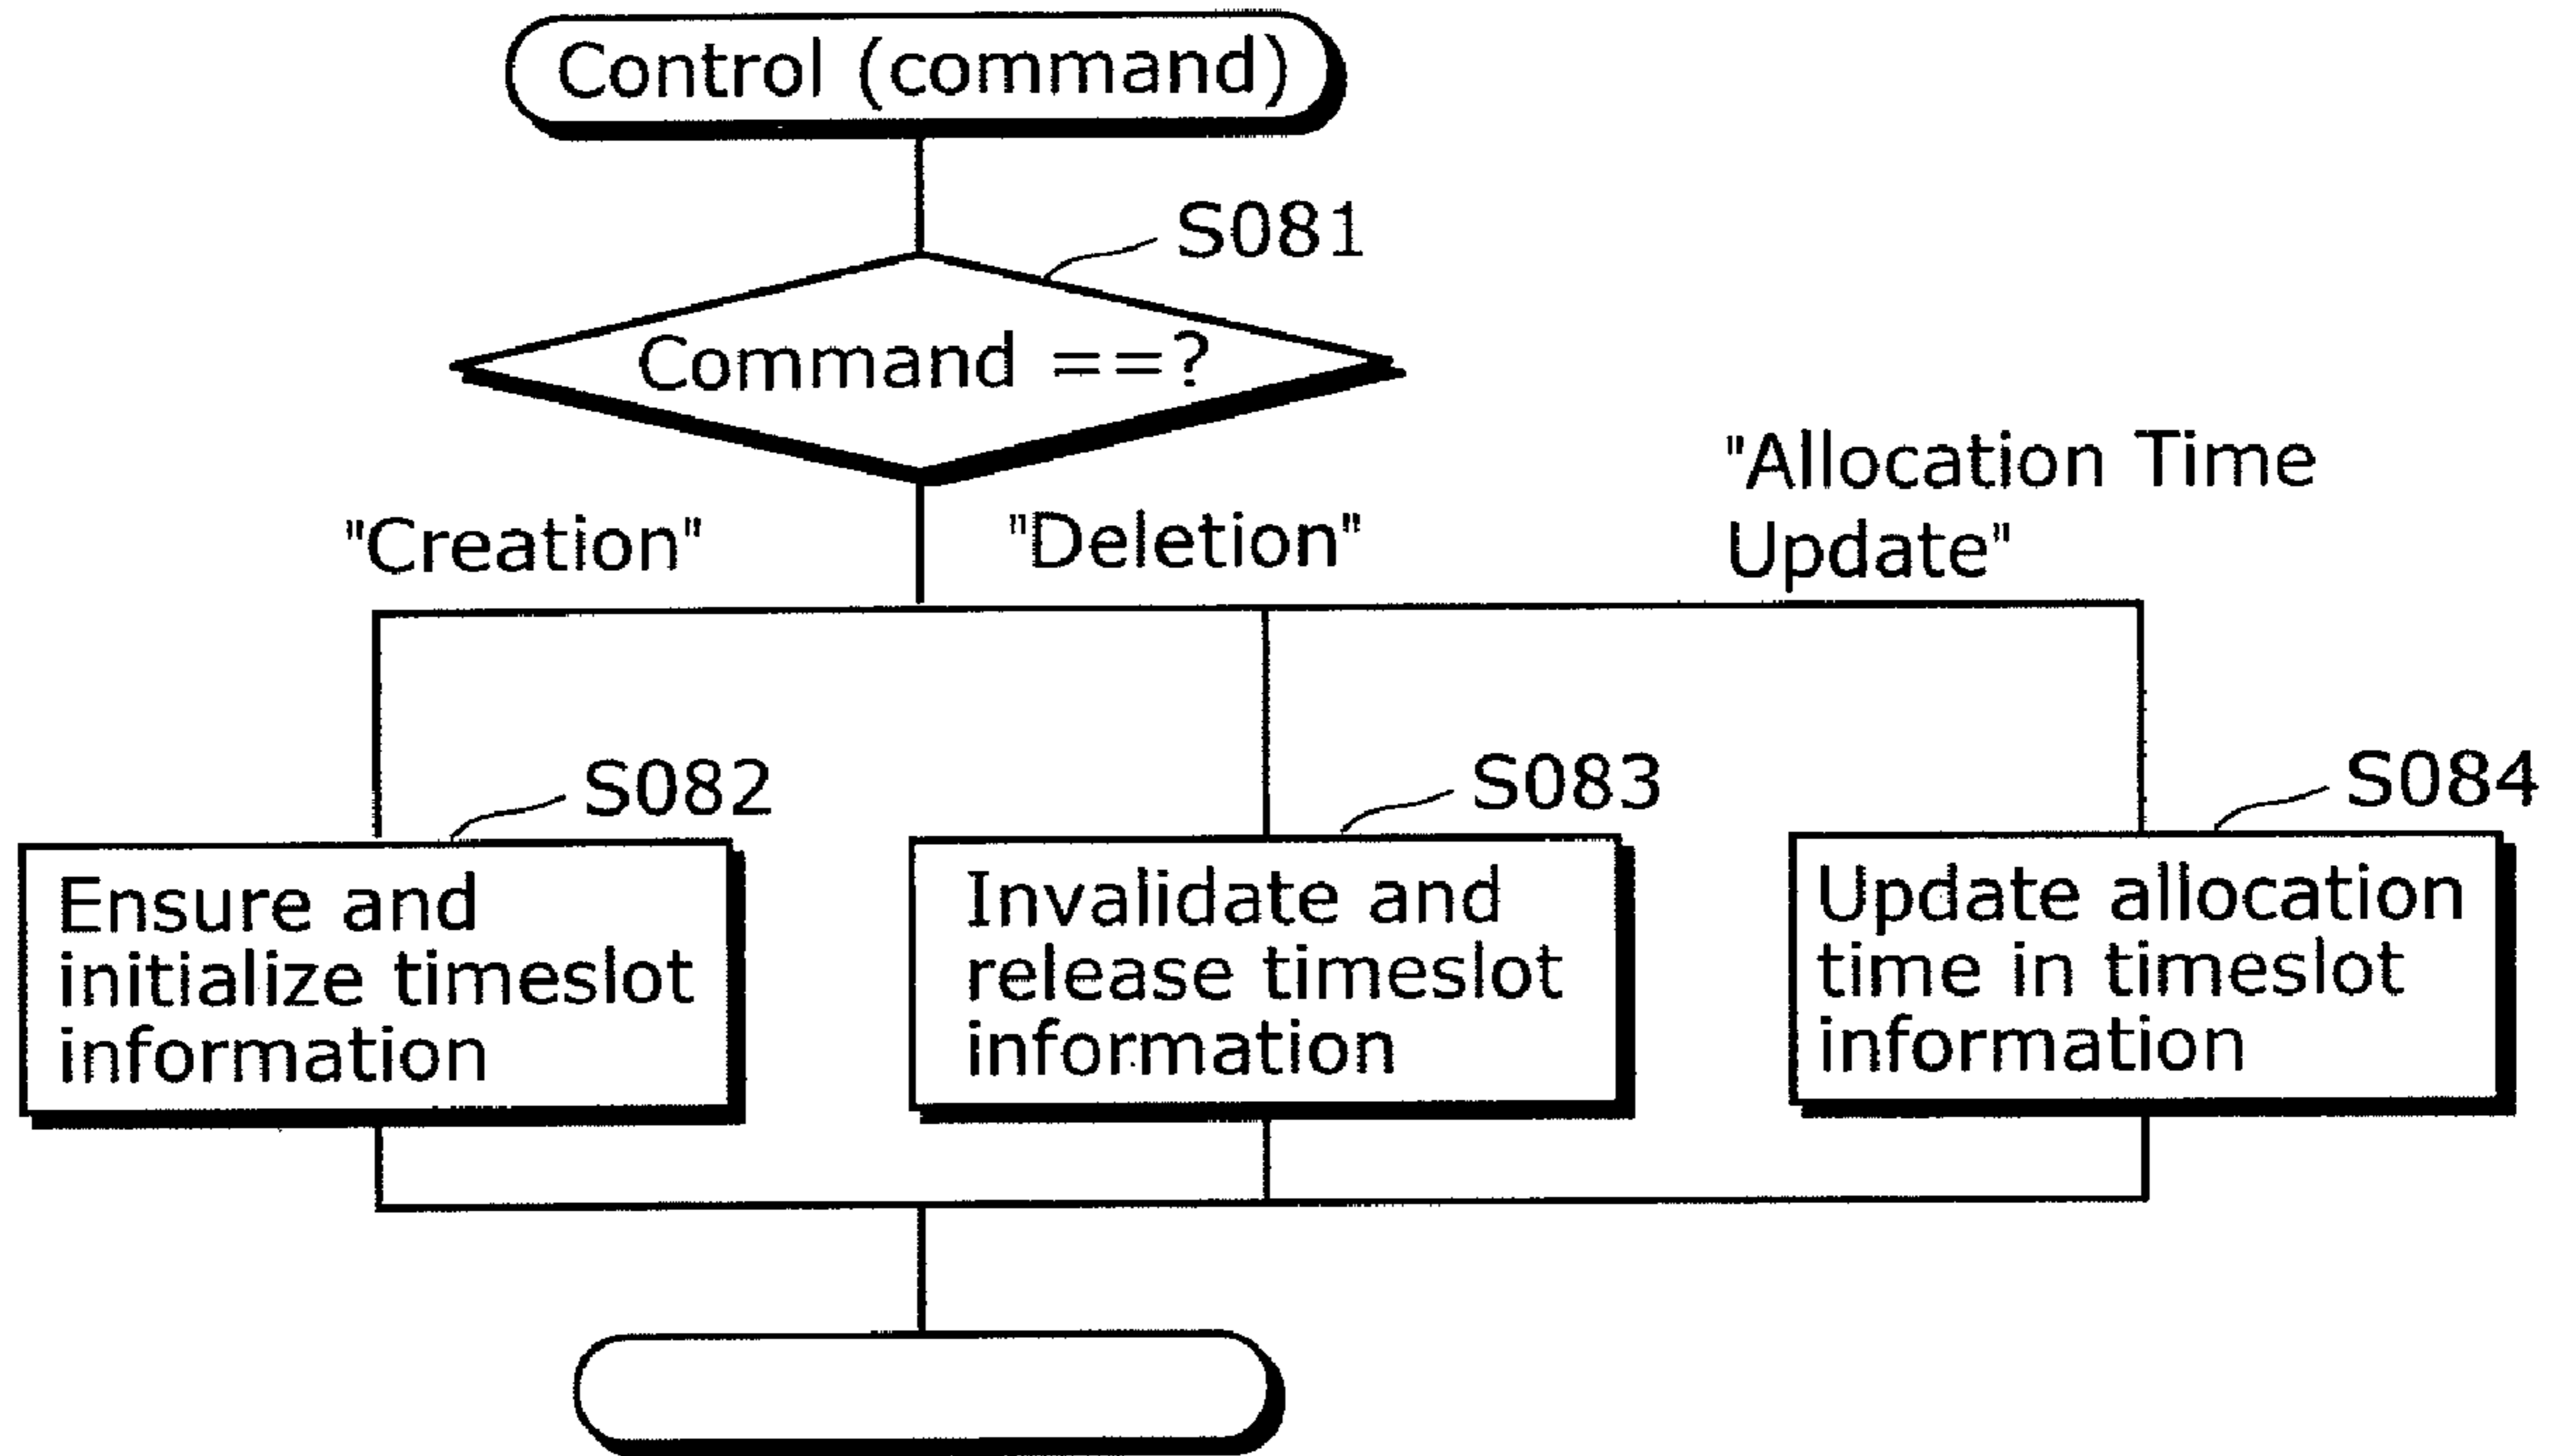 Control (command)
S081
Command ==?
"Creation"
"Deletion"
"Allocation Time
Update"
S082
S083
S084
Ensure and
initialize timeslot
information
Invalidate and
release timeslot
information
Update allocation
time in timeslot
information